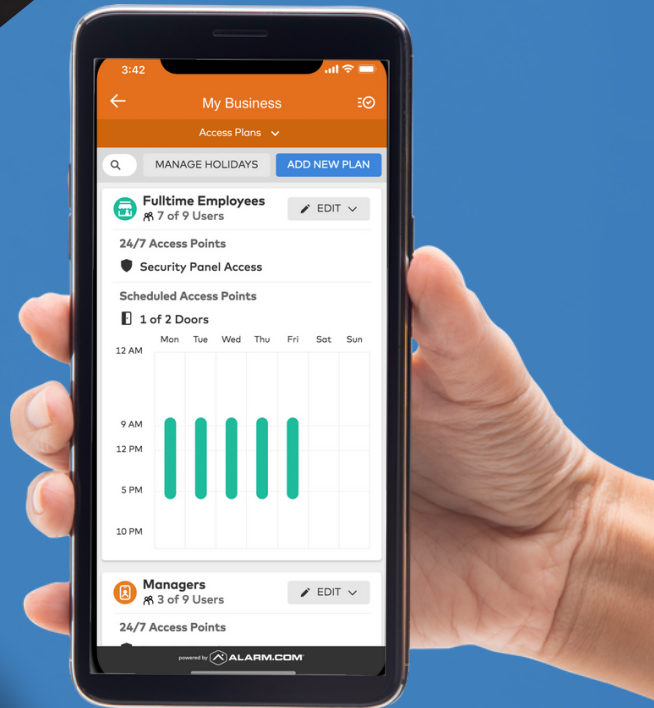 3:42
My Business
Access Plans
MANAGE HOLIDAYS ADD NEW PLAN
Fulltime Employees
7 of 9 Users
EDIT
24/7 Access Points
Security Panel Access
Scheduled Access Points
1 of 2 Doors
Mon Tue Wed Thu Fri Sat Sun
12 AM
9 AM
12 PM
5 PM
10 PM
Managers
3 of 9 Users
EDIT
24/7 Access Points
powered by ALARM.COM